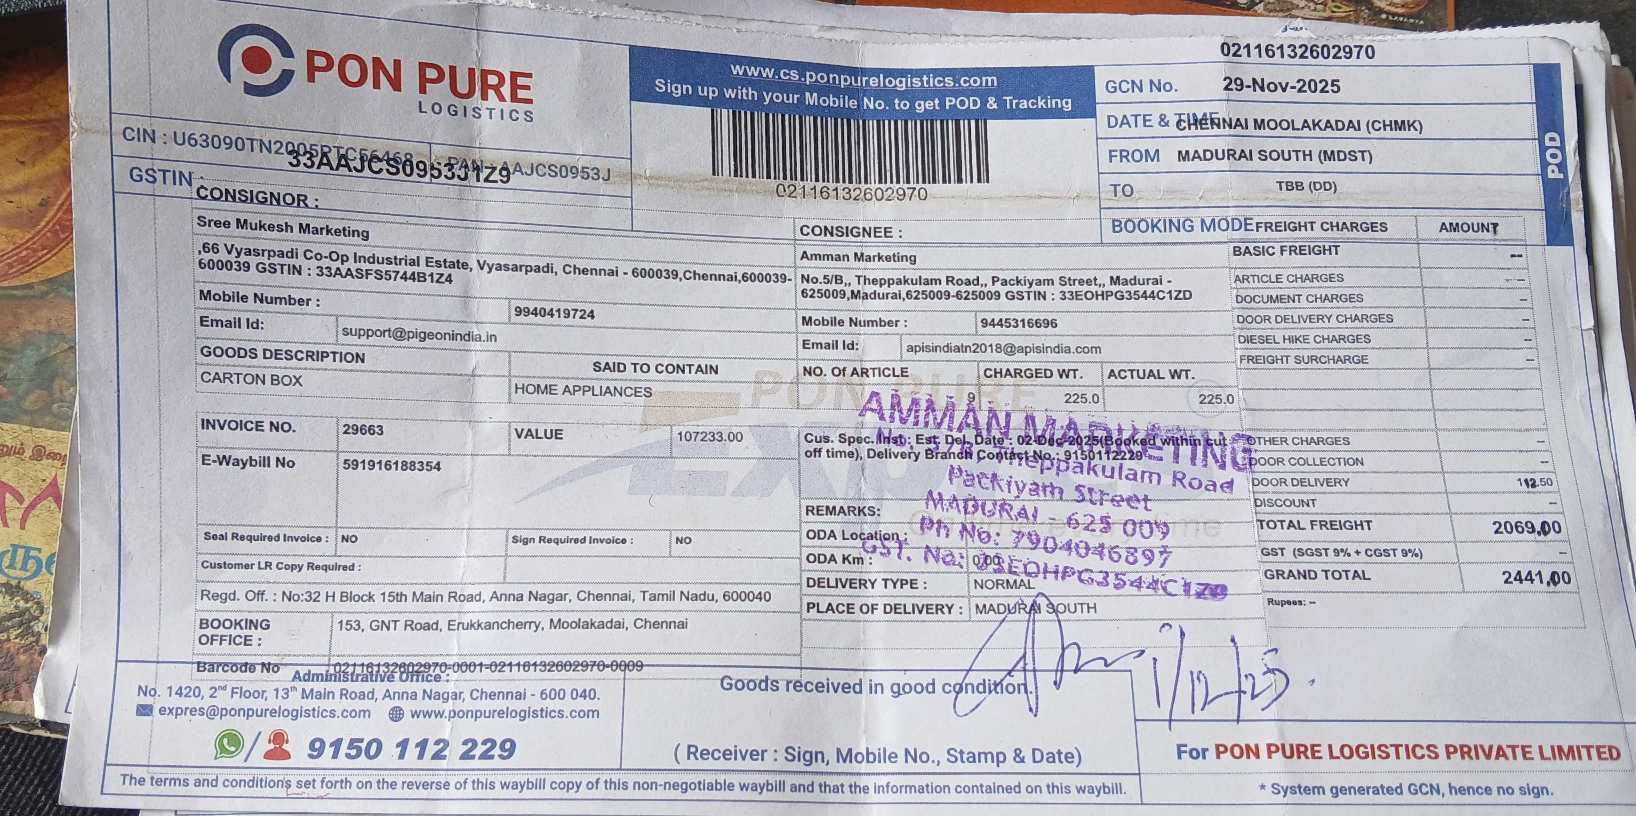 PON PURE
LOGISTICS
CIN : U63090TN2005PTC56468 PAN : AAJCS0953J
GSTIN : 33AAJCS0953J1Z9
www.cs.ponpurelogistics.com
Sign up with your Mobile No. to get POD & Tracking
02116132602970
02116132602970
GCN No. 29-Nov-2025
DATE & TIME CHENNAI MOOLAKADAI (CHMK)
FROM MADURAI SOUTH (MDST)
TO TBB (DD)
BOOKING MODE
POD
CONSIGNOR :
Sree Mukesh Marketing
,66 Vyasrpadi Co-Op Industrial Estate, Vyasarpadi, Chennai - 600039,Chennai,600039-
600039 GSTIN : 33AASFS5744B1Z4
Mobile Number : 9940419724
Email Id: support@pigeonindia.in
CONSIGNEE :
Amman Marketing
No.5/B,, Theppakulam Road,, Packiyam Street,, Madurai -
625009,Madurai,625009-625009 GSTIN : 33EOHPG3544C1ZD
Mobile Number : 9445316696
Email Id: apisindiatn2018@apisindia.com
GOODS DESCRIPTION SAID TO CONTAIN NO. Of ARTICLE CHARGED WT. ACTUAL WT.
CARTON BOX HOME APPLIANCES 9 225.0 225.0
INVOICE NO. 29663 VALUE 107233.00
E-Waybill No 591916188354
Seal Required Invoice : NO Sign Required Invoice : NO
Customer LR Copy Required :
Regd. Off. : No:32 H Block 15th Main Road, Anna Nagar, Chennai, Tamil Nadu, 600040
BOOKING OFFICE : 153, GNT Road, Erukkancherry, Moolakadai, Chennai
Barcode No 02116132602970-0001-02116132602970-0009
Cus. Spec. Inst: Est. Del. Date : 02-Dec-2025(Booked within cut
off time), Delivery Branch Contact No.: 9150112229
REMARKS:
ODA Location :
ODA Km : 0.00
DELIVERY TYPE : NORMAL
PLACE OF DELIVERY : MADURAI SOUTH
AMMAN MARKETING
Theppakulam Road
Packiyam Street
MADURAI - 625 009
Ph No: 7904046897
GST. No: 33EOHPG3544C1ZD
FREIGHT CHARGES AMOUNT
BASIC FREIGHT --
ARTICLE CHARGES --
DOCUMENT CHARGES --
DOOR DELIVERY CHARGES --
DIESEL HIKE CHARGES --
FREIGHT SURCHARGE --
OTHER CHARGES --
DOOR COLLECTION --
DOOR DELIVERY 112.50
DISCOUNT --
TOTAL FREIGHT 2069.00
GST (SGST 9% + CGST 9%) --
GRAND TOTAL 2441.00
Rupees: --
Administrative Office :
No. 1420, 2nd Floor, 13th Main Road, Anna Nagar, Chennai - 600 040.
expres@ponpurelogistics.com www.ponpurelogistics.com
9150 112 229
Goods received in good condition.
1/12/25.
( Receiver : Sign, Mobile No., Stamp & Date)
For PON PURE LOGISTICS PRIVATE LIMITED
The terms and conditions set forth on the reverse of this waybill copy of this non-negotiable waybill and that the information contained on this waybill.
* System generated GCN, hence no sign.